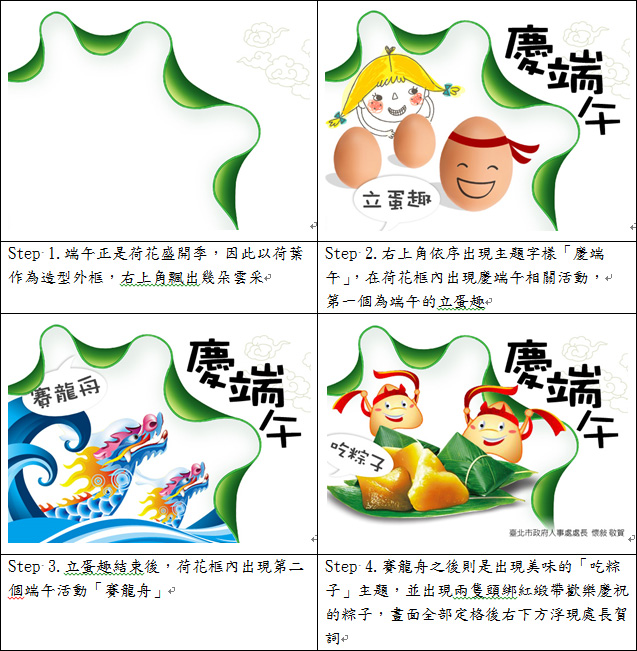 慶端午
立蛋趣
Step 1.端午正是荷花盛開季，因此以荷葉
作為造型外框，右上角飄出幾朵雲采
Step 2.右上角依序出現主題字樣「慶端
午」，在荷花框內出現慶端午相關活動，
第一個為端午的立蛋趣
賽龍舟
慶端午
慶端午
吃粽子
臺北市政府人事處處長 懷敍 敬賀
Step 3.立蛋趣結束後，荷花框內出現第二
個端午活動「賽龍舟」
Step 4.賽龍舟之後則是出現美味的「吃粽
子」主題，並出現兩隻頭綁紅緞帶歡樂慶祝
的粽子，畫面全部定格後右下方浮現處長賀
詞